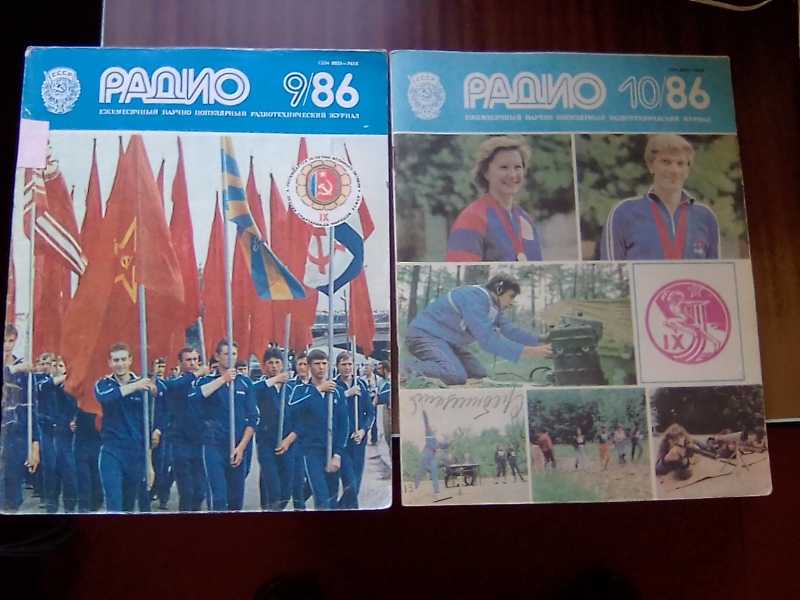 СССР
РАДИО
9/86
ЕЖЕМЕСЯЧНЫЙ НАУЧНО ПОПУЛЯРНЫЙ РАДИОТЕХНИЧЕСКИЙ ЖУРНАЛ
IX
РАДИО
10/86
ЕЖЕМЕСЯЧНЫЙ НАУЧНО ПОПУЛЯРНЫЙ РАДИОТЕХНИЧЕСКИЙ ЖУРНАЛ
IX
15